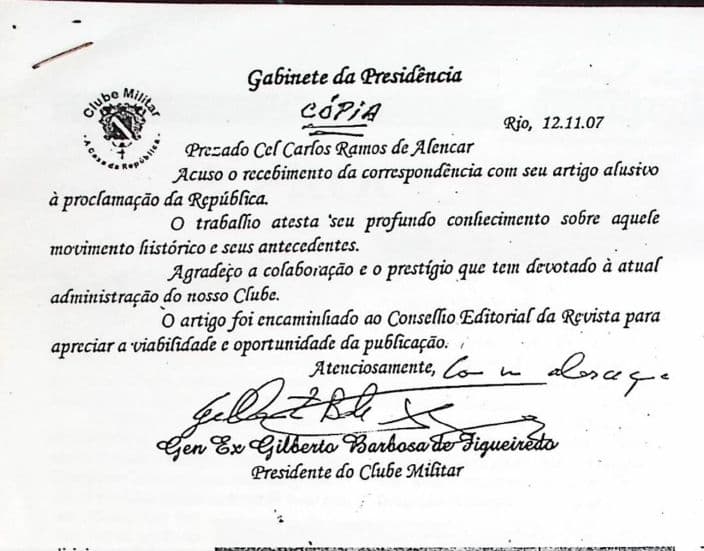 Gabinete da Presidência
CÓPIA
Clube Militar
A Casa da República
Rio, 12.11.07
Prezado Cel Carlos Ramos de Alencar
Acuso o recebimento da correspondência com seu artigo alusivo
à proclamação da República.
O trabalho atesta seu profundo conhecimento sobre aquele
movimento histórico e seus antecedentes.
Agradeço a colaboração e o prestígio que tem devotado à atual
administração do nosso Clube.
O artigo foi encaminhado ao Conselho Editorial da Revista para
apreciar a viabilidade e oportunidade da publicação.
Atenciosamente, Com um
Gen Ex Gilberto Barbosa de Figueiredo
Presidente do Clube Militar